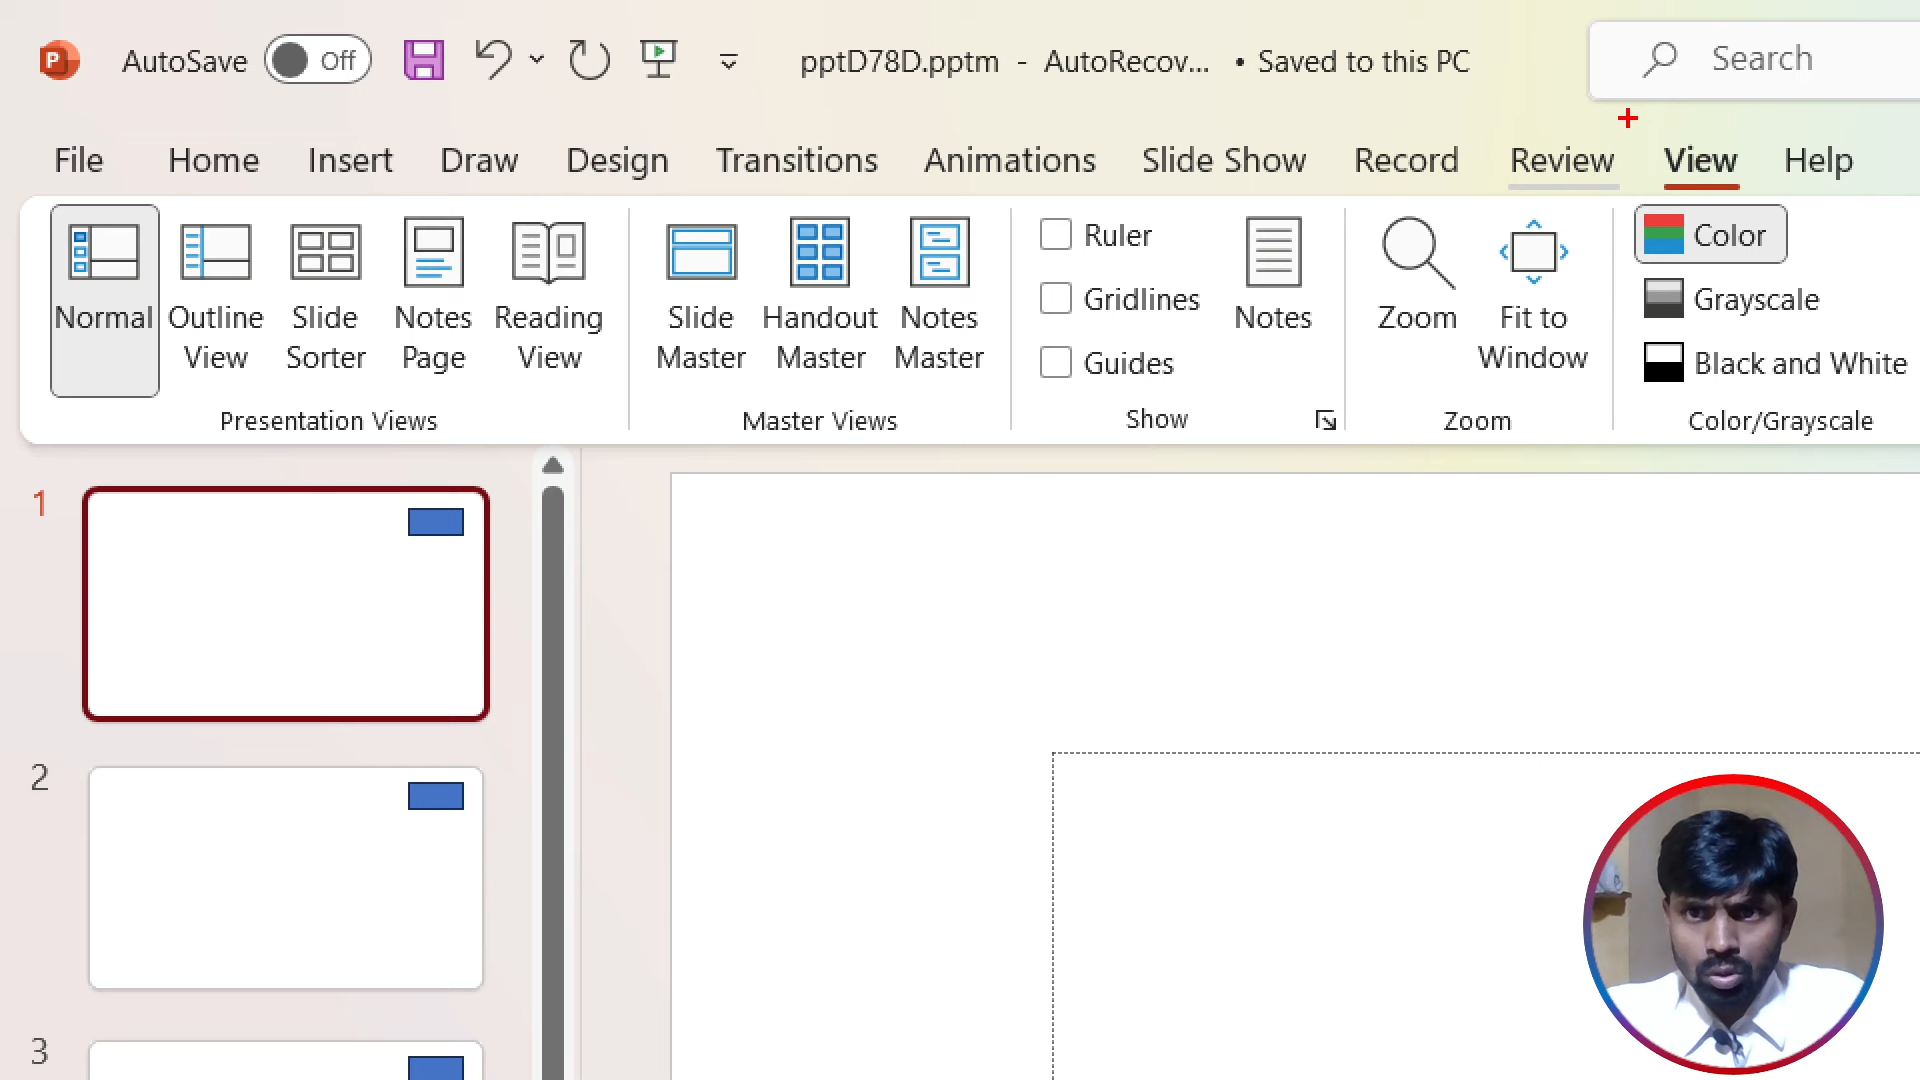 P AutoSave Off pptD78D.pptm - AutoRecov... • Saved to this PC Search
File Home Insert Draw Design Transitions Animations Slide Show Record Review View Help
Normal
Outline View
Slide Sorter
Notes Page
Reading View
Presentation Views
Slide Master
Handout Master
Notes Master
Master Views
Ruler
Gridlines
Guides
Notes
Show
Zoom
Fit to Window
Zoom
Color
Grayscale
Black and White
Color/Grayscale
1
2
3